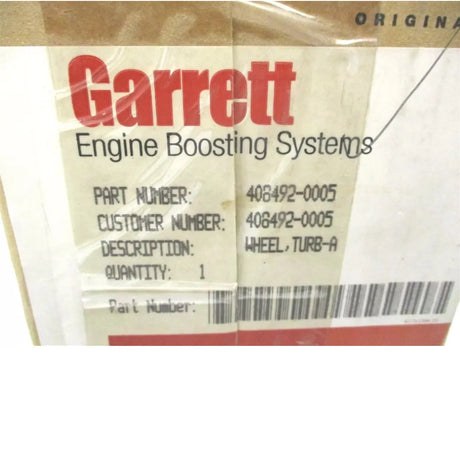 ORIGINA
Garrett
Engine Boosting Systems
PART NUMBER: 408492-0005
CUSTOMER NUMBER: 408492-0005
DESCRIPTION: WHEEL,TURB-A
QUANTITY: 1
Part Number: